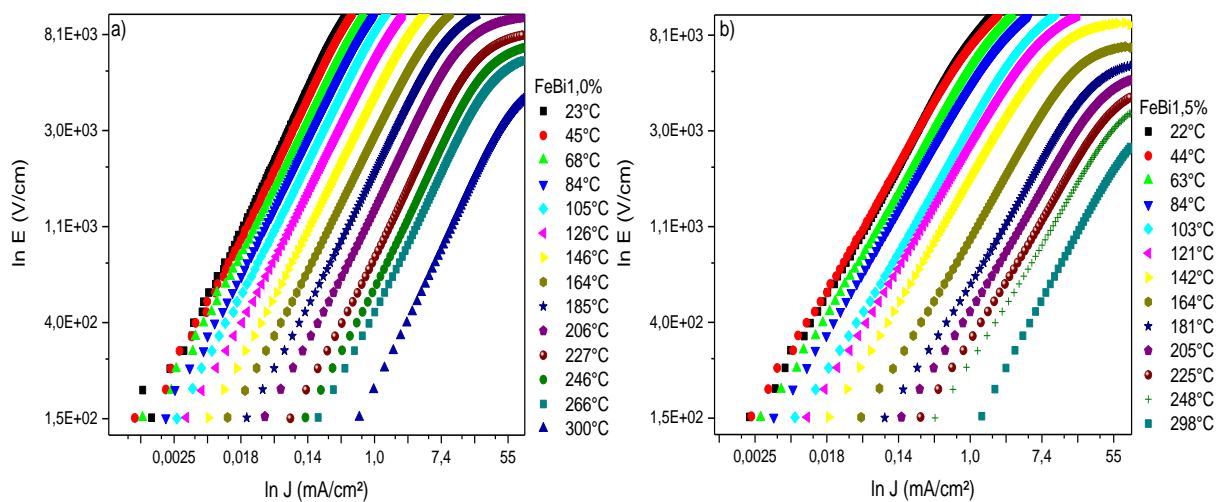 a)
8,1E+03
3,0E+03
1,1E+03
4,0E+02
1,5E+02
ln E (V/cm)
0,0025
0,018
0,14
1,0
7,4
55
ln J (mA/cm²)
FeBi1,0%
23°C
45°C
68°C
84°C
105°C
126°C
146°C
164°C
185°C
206°C
227°C
246°C
266°C
300°C
b)
8,1E+03
3,0E+03
1,1E+03
4,0E+02
1,5E+02
ln E (V/cm)
0,0025
0,018
0,14
1,0
7,4
55
ln J (mA/cm²)
FeBi1,5%
22°C
44°C
63°C
84°C
103°C
121°C
142°C
164°C
181°C
205°C
225°C
248°C
298°C